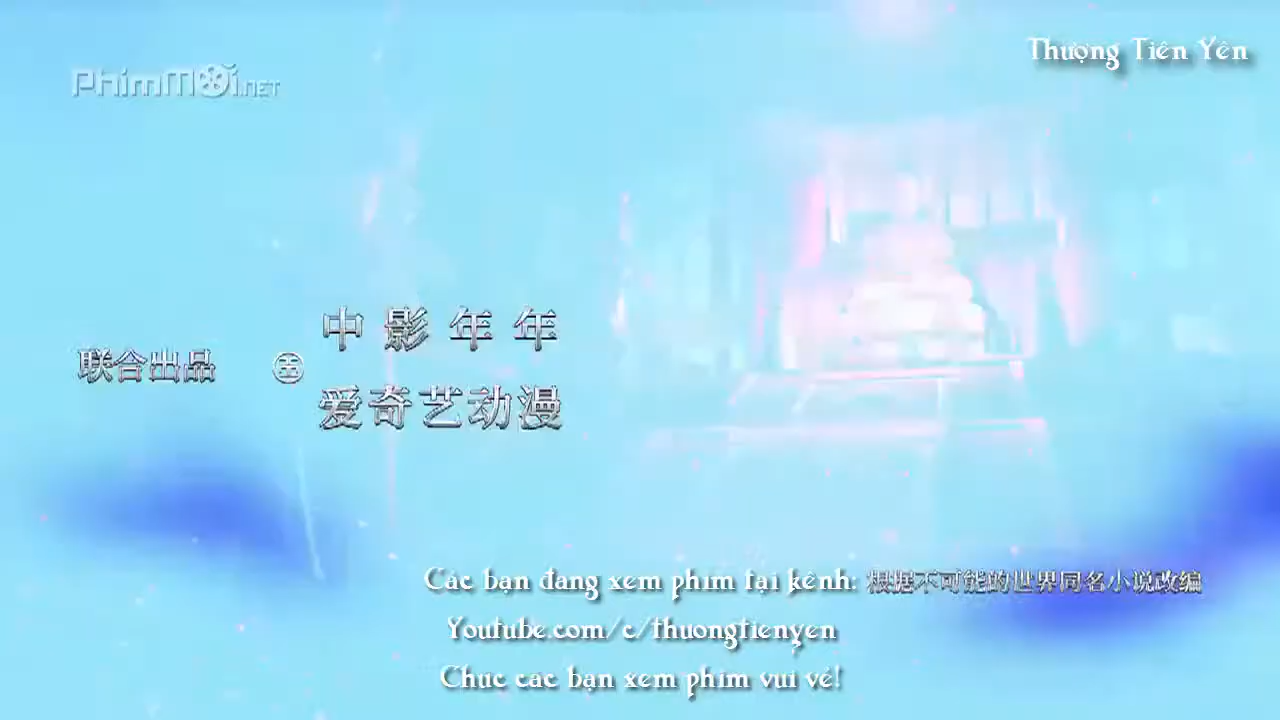 Thượng Tiên Yên
PhimMỚi.NET
中影年年
联合出品
爱奇艺动漫
Các bạn đang xem phim tại kênh:
根据不可能的世界同名小说改编
Youtube.com/c/thuongtienyen
Chúc các bạn xem phim vui vẻ!